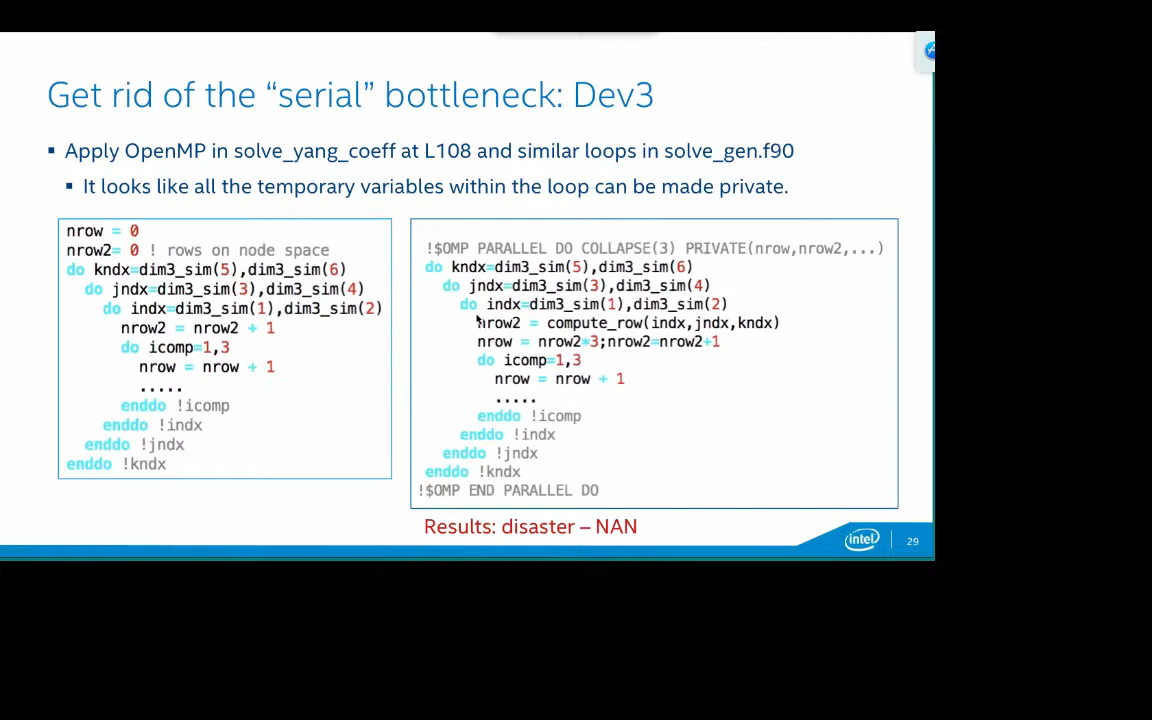 Get rid of the “serial” bottleneck: Dev3
▪ Apply OpenMP in solve_yang_coeff at L108 and similar loops in solve_gen.f90
▪ It looks like all the temporary variables within the loop can be made private.
nrow = 0
nrow2= 0 ! rows on node space
do kndx=dim3_sim(5),dim3_sim(6)
do jndx=dim3_sim(3),dim3_sim(4)
do indx=dim3_sim(1),dim3_sim(2)
nrow2 = nrow2 + 1
do icomp=1,3
nrow = nrow + 1
.....
enddo !icomp
enddo !indx
enddo !jndx
enddo !kndx
!$OMP PARALLEL DO COLLAPSE(3) PRIVATE(nrow,nrow2,...)
do kndx=dim3_sim(5),dim3_sim(6)
do jndx=dim3_sim(3),dim3_sim(4)
do indx=dim3_sim(1),dim3_sim(2)
nrow2 = compute_row(indx,jndx,kndx)
nrow = nrow2*3;nrow2=nrow2+1
do icomp=1,3
nrow = nrow + 1
.....
enddo !icomp
enddo !indx
enddo !jndx
enddo !kndx
!$OMP END PARALLEL DO
Results: disaster – NAN
intel
29